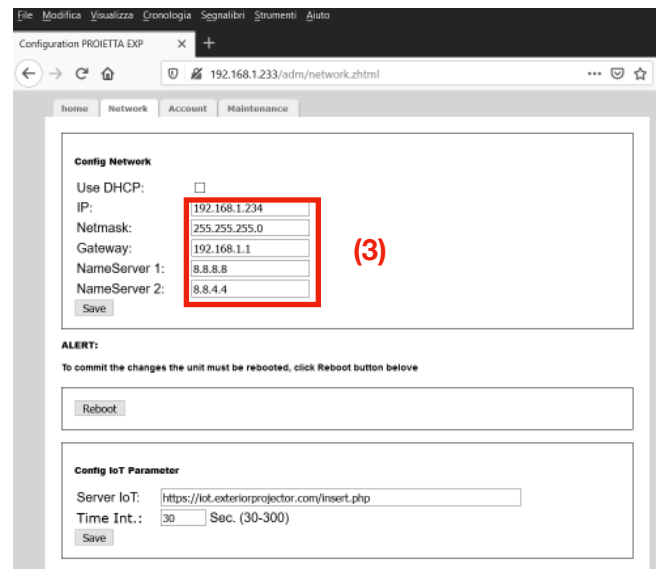 File Modifica Visualizza Cronologia Segnalibri Strumenti Aiuto
Configuration PROIETTA EXP
192.168.1.233/adm/network.zhtml
home Network Account Maintenance
Config Network
Use DHCP:
IP: 192.168.1.234
Netmask: 255.255.255.0
Gateway: 192.168.1.1
NameServer 1: 8.8.8.8
NameServer 2: 8.8.4.4
Save
(3)
ALERT:
To commit the changes the unit must be rebooted, click Reboot button belove
Reboot
Config IoT Parameter
Server IoT: https://iot.exteriorprojector.com/insert.php
Time Int.: 30 Sec. (30-300)
Save